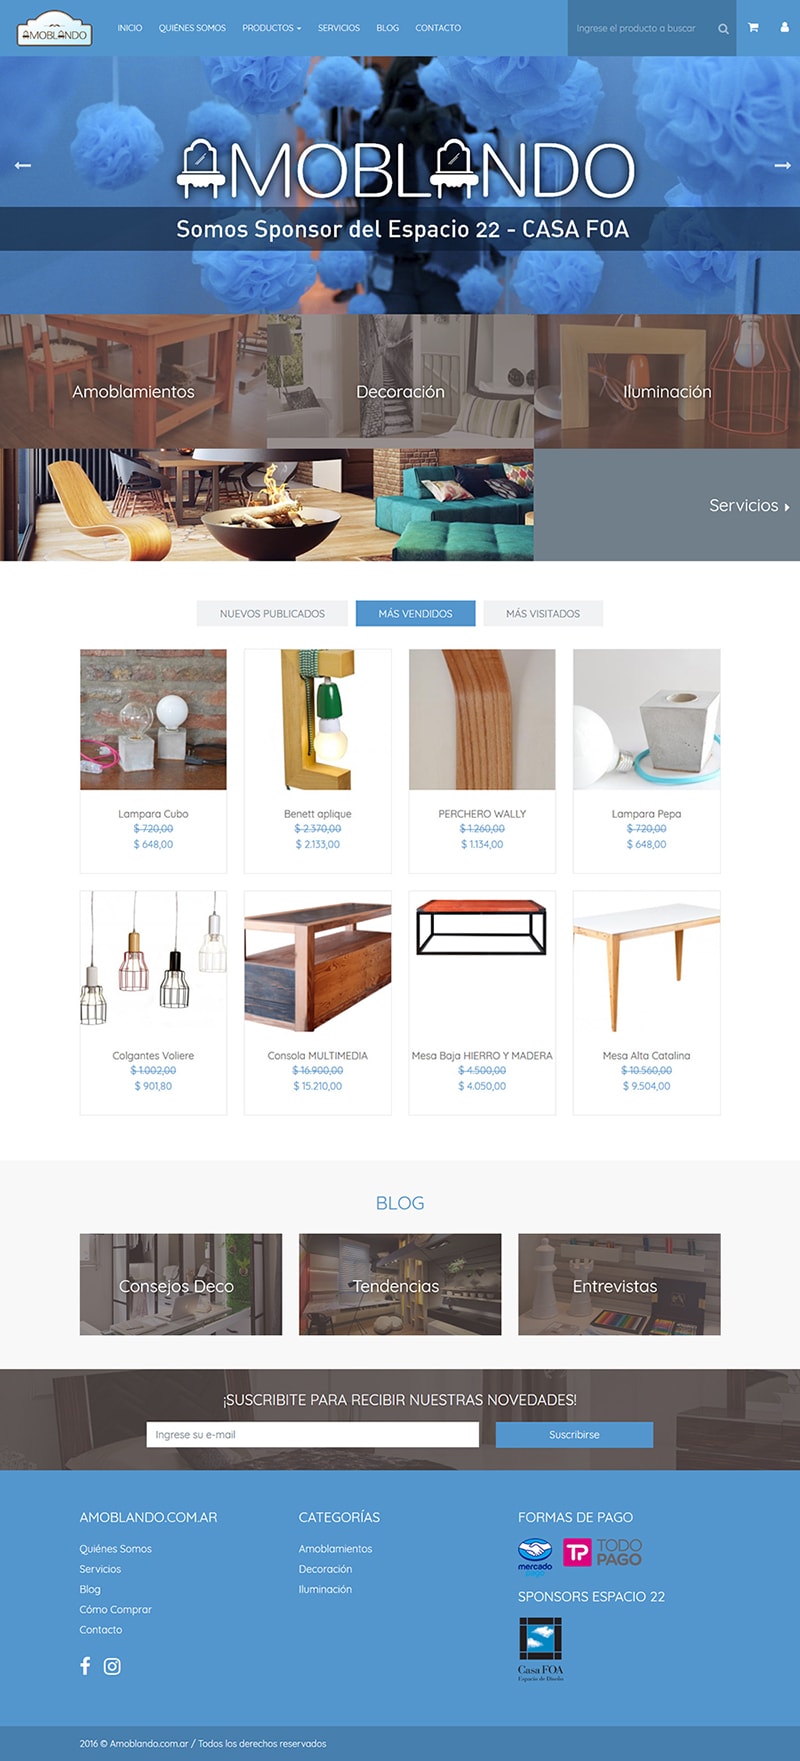 AMOBLANDO
INICIO
QUIÉNES SOMOS
PRODUCTOS
SERVICIOS
BLOG
CONTACTO
Ingrese el producto a buscar
AMOBLANDO
Somos Sponsor del Espacio 22 - CASA FOA
Amoblamientos
Decoración
Iluminación
Servicios
NUEVOS PUBLICADOS
MÁS VENDIDOS
MÁS VISITADOS
Lampara Cubo
$ 720,00
$ 648,00
Benett aplique
$ 2.370,00
$ 2.133,00
PERCHERO WALLY
$ 1.260,00
$ 1.134,00
Lampara Pepa
$ 720,00
$ 648,00
Colgantes Voliere
$ 1.002,00
$ 901,80
Consola MULTIMEDIA
$ 16.900,00
$ 15.210,00
Mesa Baja HIERRO Y MADERA
$ 4.500,00
$ 4.050,00
Mesa Alta Catalina
$ 10.560,00
$ 9.504,00
BLOG
Consejos Deco
Tendencias
Entrevistas
¡SUSCRIBITE PARA RECIBIR NUESTRAS NOVEDADES!
Ingrese su e-mail
Suscribirse
AMOBLANDO.COM.AR
Quiénes Somos
Servicios
Blog
Cómo Comprar
Contacto
CATEGORÍAS
Amoblamientos
Decoración
Iluminación
FORMAS DE PAGO
mercado
pago
TP
TODO
PAGO
SPONSORS ESPACIO 22
Casa FOA
Espacio de Diseño
2016 © Amoblando.com.ar / Todos los derechos reservados